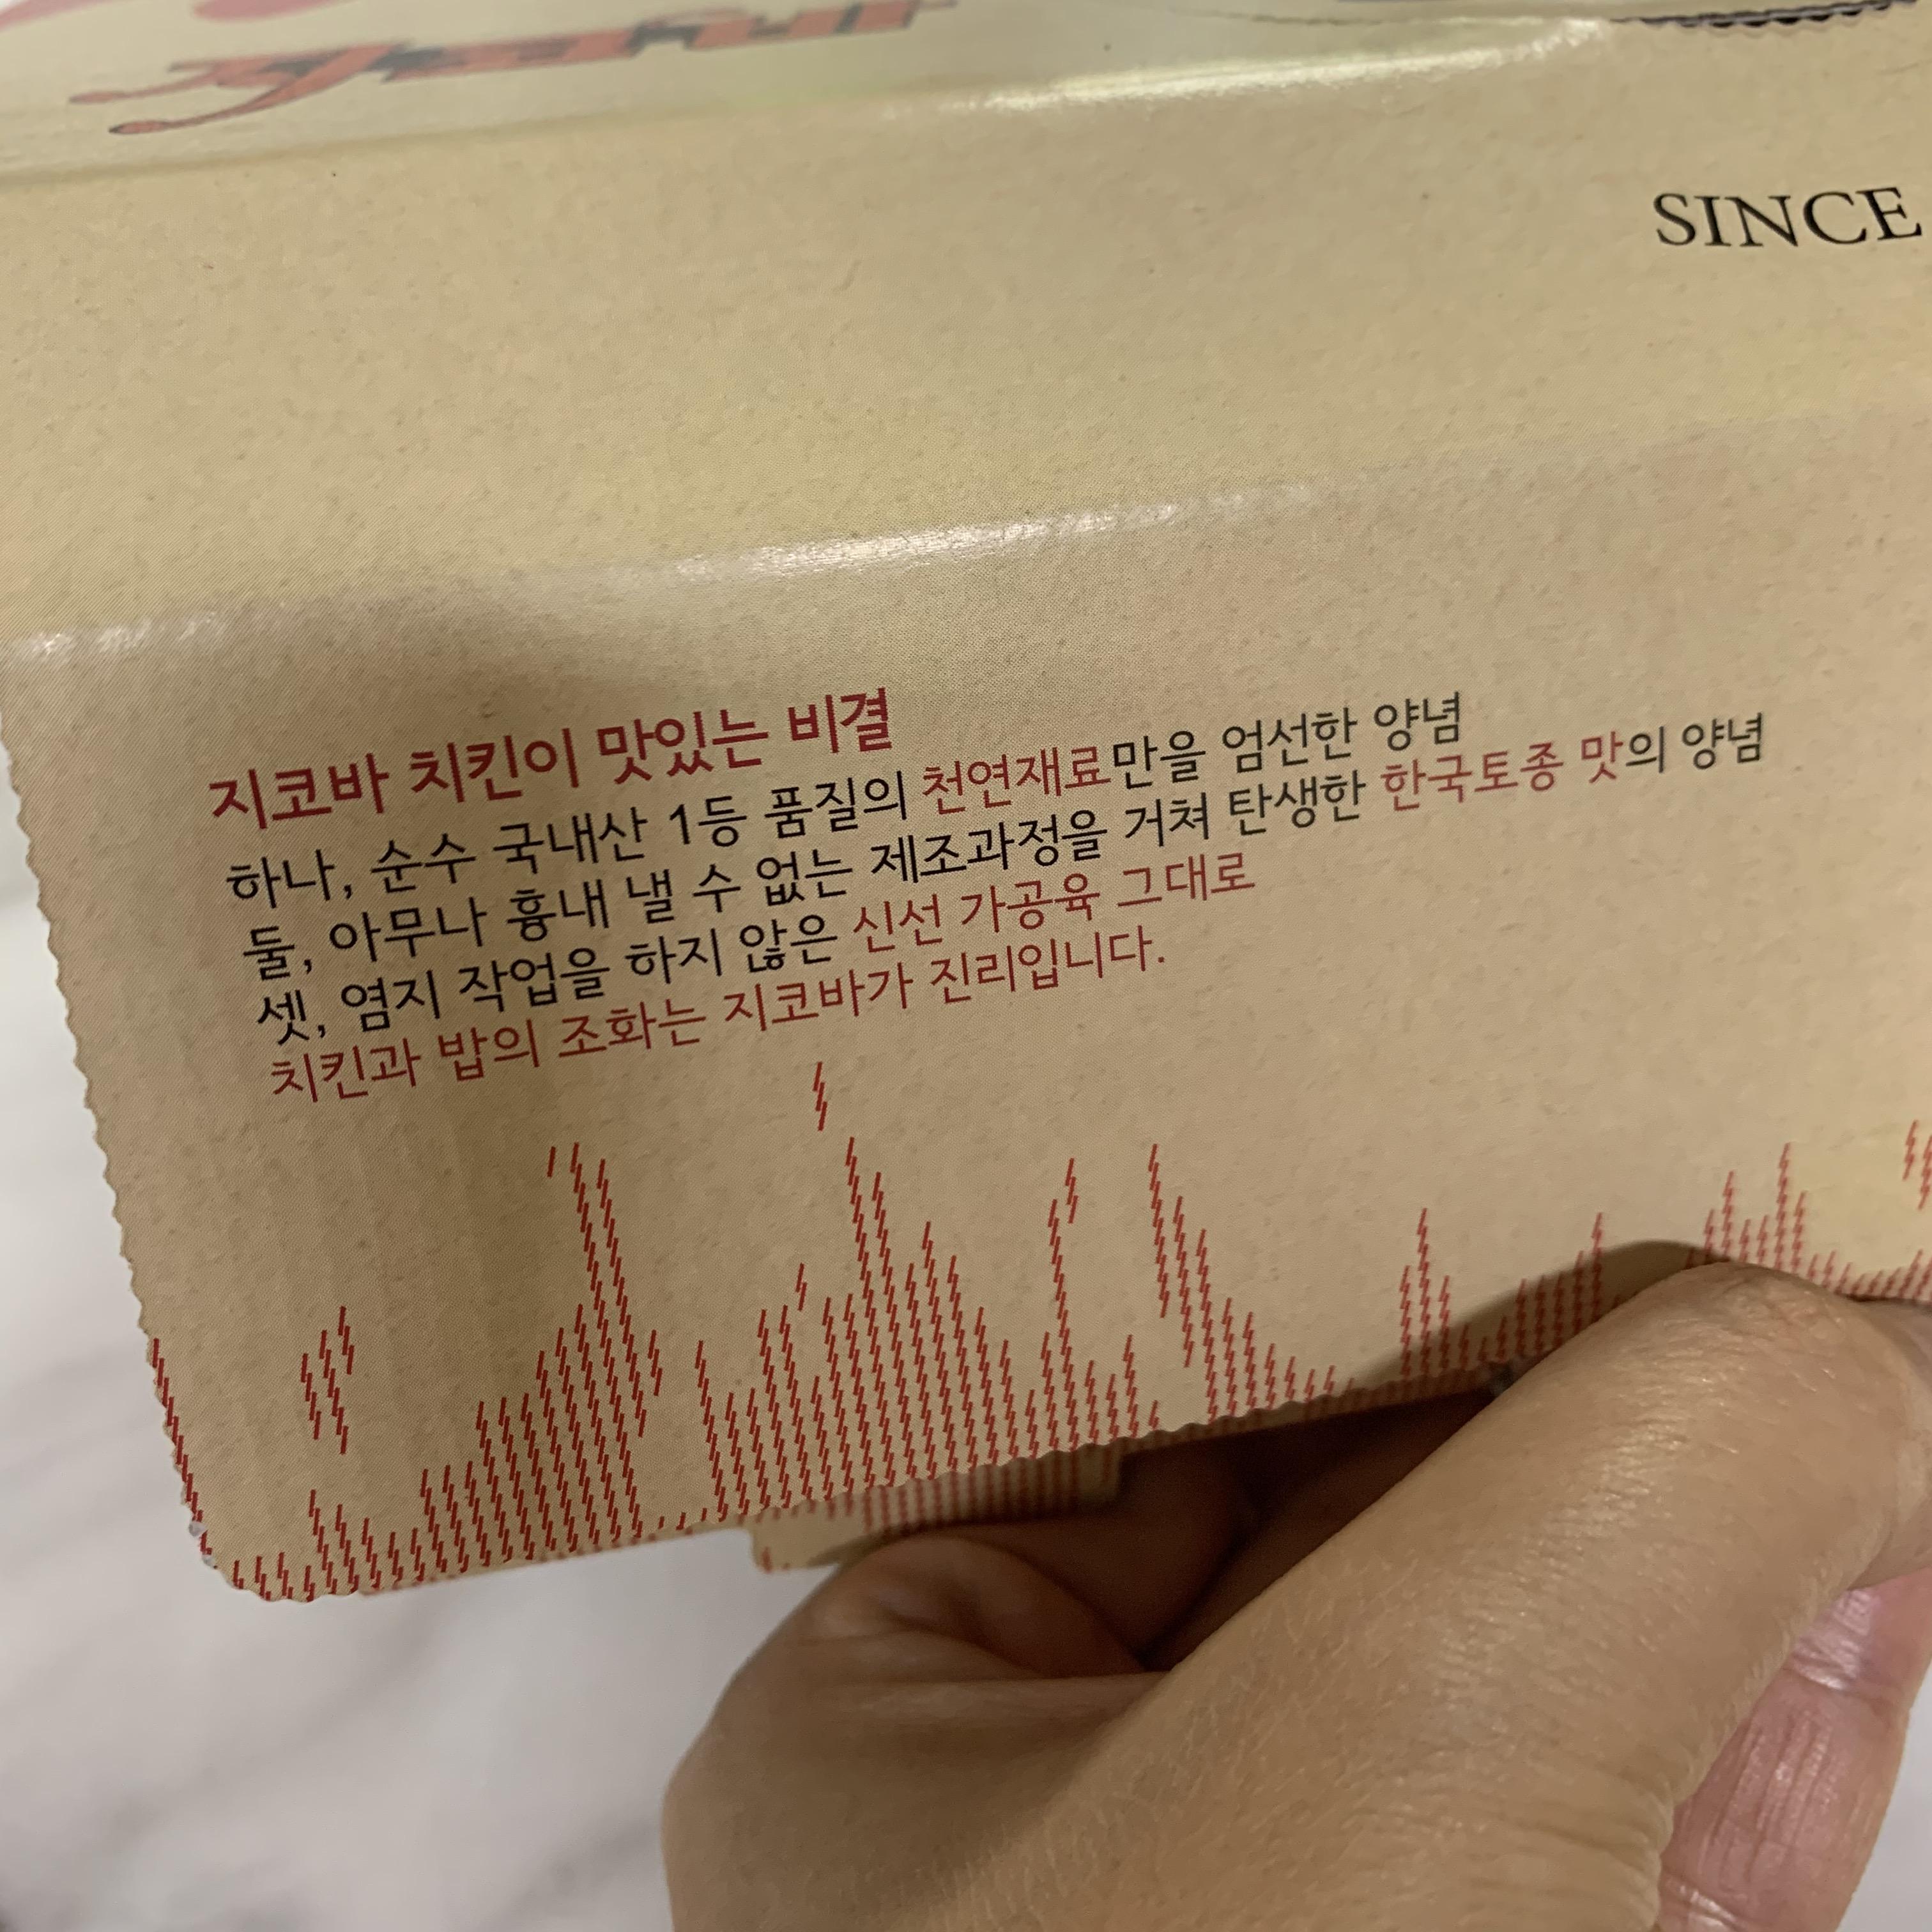 SINCE
지코바 치킨이 맛있는 비결
하나, 순수 국내산 1등 품질의 천연재료만을 엄선한 양념
둘, 아무나 흉내 낼 수 없는 제조과정을 거쳐 탄생한 한국토종 맛의 양념
셋, 염지 작업을 하지 않은 신선 가공육 그대로
치킨과 밥의 조화는 지코바가 진리입니다.